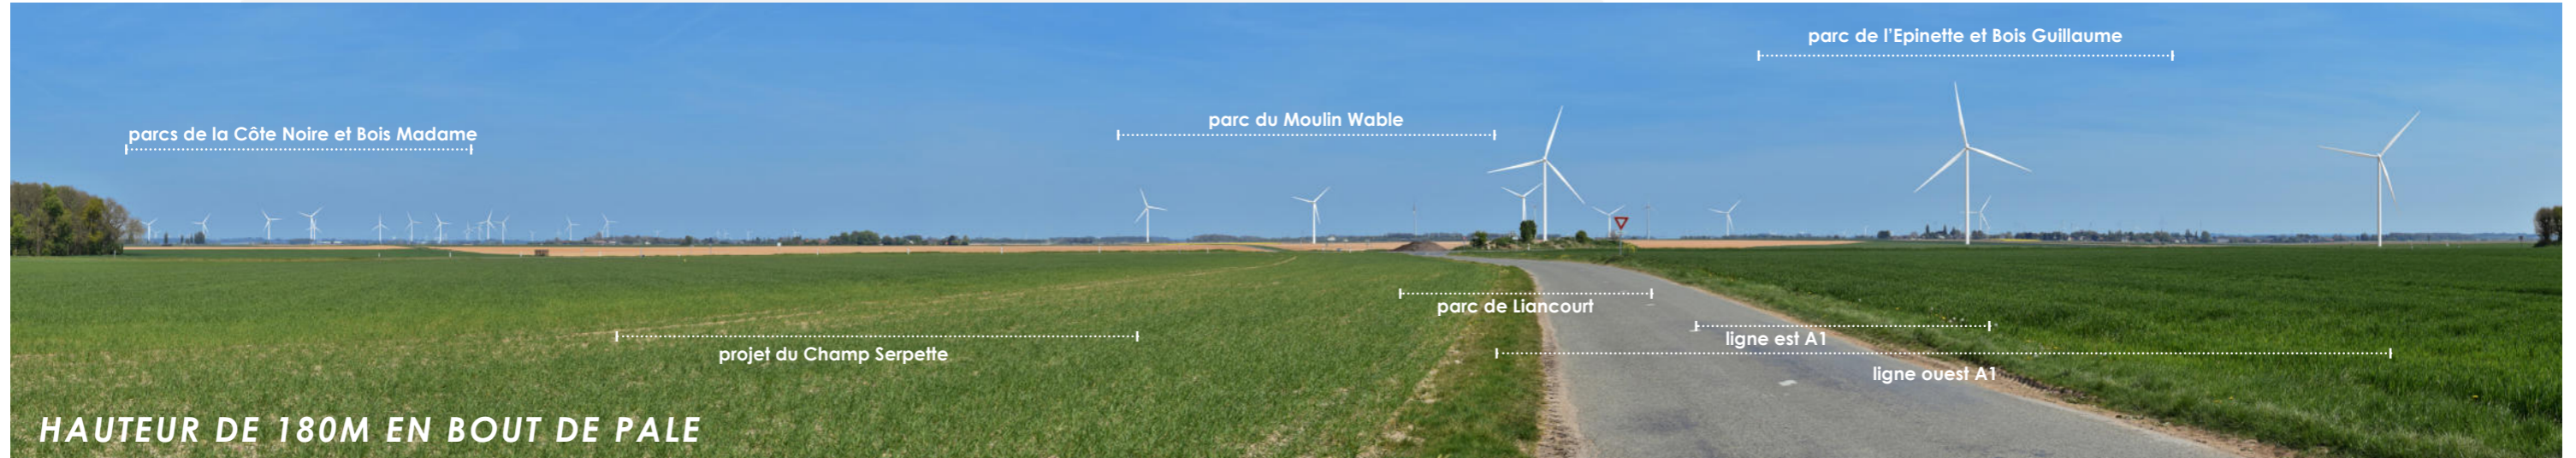 parc de l'Epinette et Bois Guillaume
parc du Moulin Wable
parcs de la Côte Noire et Bois Madame
parc de Liancourt
ligne est A1
projet du Champ Serpette
ligne ouest A1
HAUTEUR DE 180M EN BOUT DE PALE